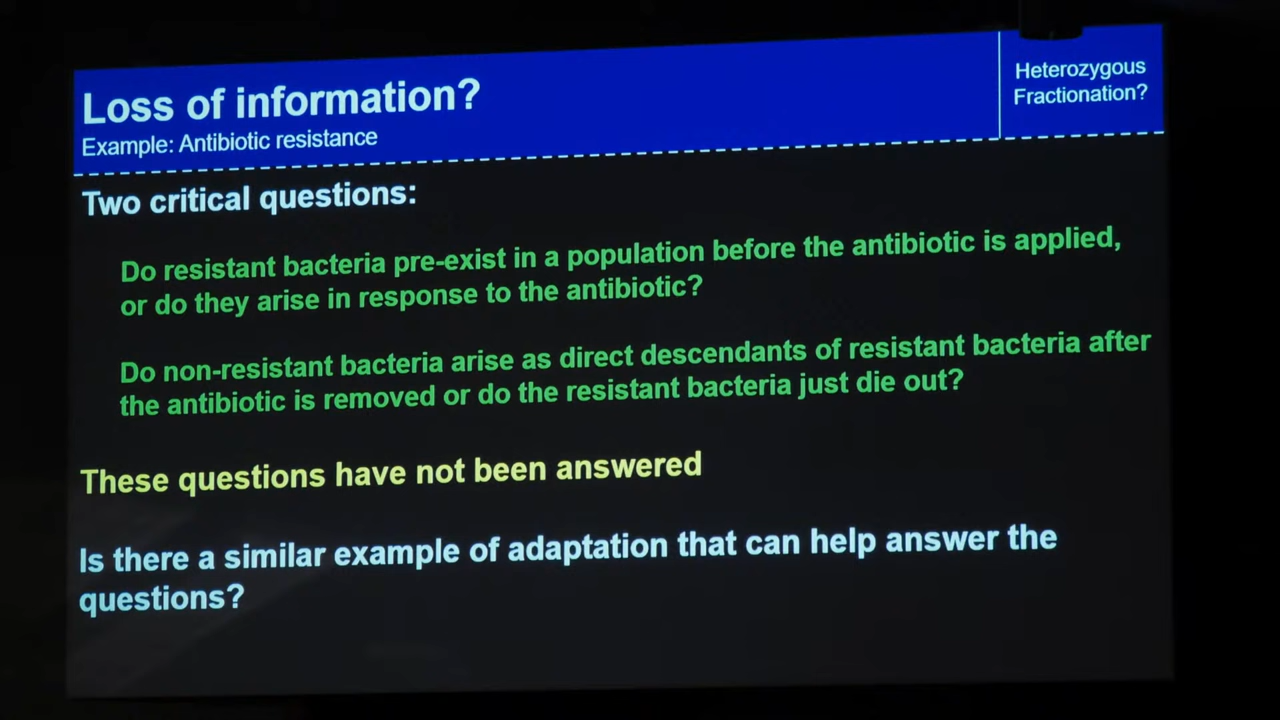 Loss of information?
Example: Antibiotic resistance
Heterozygous
Fractionation?
Two critical questions:
Do resistant bacteria pre-exist in a population before the antibiotic is applied,
or do they arise in response to the antibiotic?
Do non-resistant bacteria arise as direct descendants of resistant bacteria after
the antibiotic is removed or do the resistant bacteria just die out?
These questions have not been answered
Is there a similar example of adaptation that can help answer the
questions?